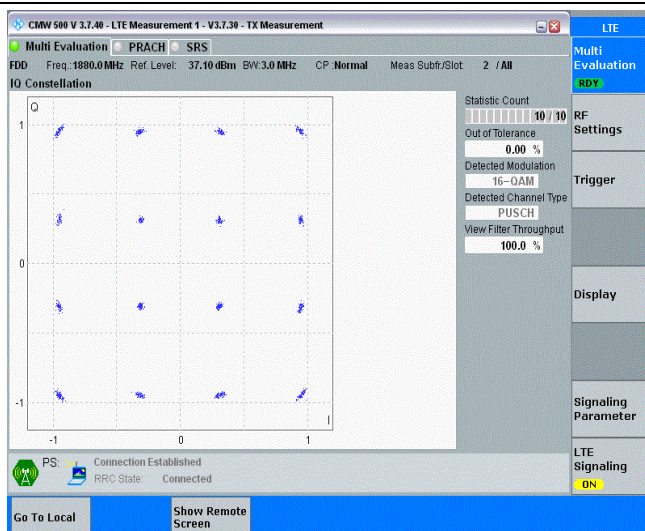 CMW 500 V 3.7.40 - LTE Measurement 1 - V3.7.30 - TX Measurement
LTE
Multi Evaluation PRACH SRS
Multi
Evaluation
RDY
FDD Freq.:1880.0 MHz Ref. Level: 37.10 dBm BW:3.0 MHz CP :Normal Meas Subfr./Slot: 2 / All
IQ Constellation
Q
1
0
-1
-1 0 1
I
Statistic Count
10 / 10
Out of Tolerance
0.00 %
Detected Modulation
16-QAM
Detected Channel Type
PUSCH
View Filter Throughput
100.0 %
RF
Settings
Trigger
Display
Signaling
Parameter
LTE
Signaling
ON
PS: Connection Established
RRC State: Connected
Go To Local
Show Remote
Screen